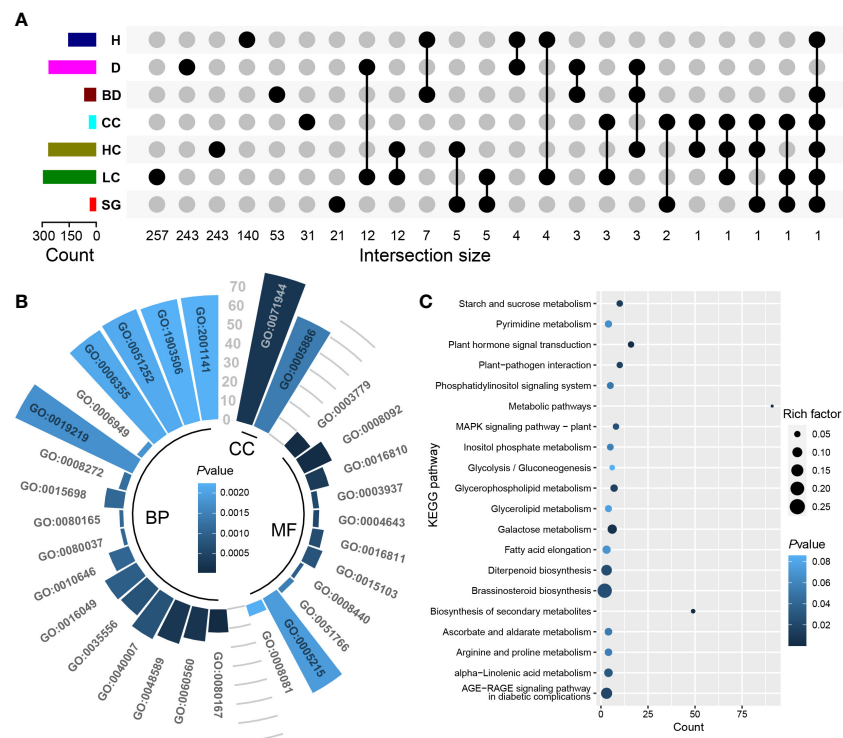 A
H
D
BD
CC
HC
LC
SG
300 150 0
257 243 243 140 53 31 21 12 12 7 5 5 4 4 3 3 3 2 1 1 1 1 1
Count
Intersection size
B
70
60
50
40
30
20
10
0
GO:0071944
GO:0005886
GO:0003779
GO:0008092
GO:0016810
GO:0003937
GO:0004643
GO:0016811
GO:0015103
GO:0008440
GO:0051766
GO:0005215
GO:0008081
GO:0080167
GO:0060560
GO:0048589
GO:0040007
GO:0035556
GO:0016049
GO:0010646
GO:0080037
GO:0080165
GO:0015698
GO:0008272
GO:0019219
GO:0006949
GO:0006355
GO:0051252
GO:1903506
GO:2001141
CC
BP
MF
Pvalue
0.0020
0.0015
0.0010
0.0005
C
KEGG pathway
Starch and sucrose metabolism
Pyrimidine metabolism
Plant hormone signal transduction
Plant−pathogen interaction
Phosphatidylinositol signaling system
Metabolic pathways
MAPK signaling pathway − plant
Inositol phosphate metabolism
Glycolysis / Gluconeogenesis
Glycerophospholipid metabolism
Glycerolipid metabolism
Galactose metabolism
Fatty acid elongation
Diterpenoid biosynthesis
Brassinosteroid biosynthesis
Biosynthesis of secondary metabolites
Ascorbate and aldarate metabolism
Arginine and proline metabolism
alpha−Linolenic acid metabolism
AGE−RAGE signaling pathway
in diabetic complications
0 25 50 75
Count
Rich factor
0.05
0.10
0.15
0.20
0.25
Pvalue
0.08
0.06
0.04
0.02